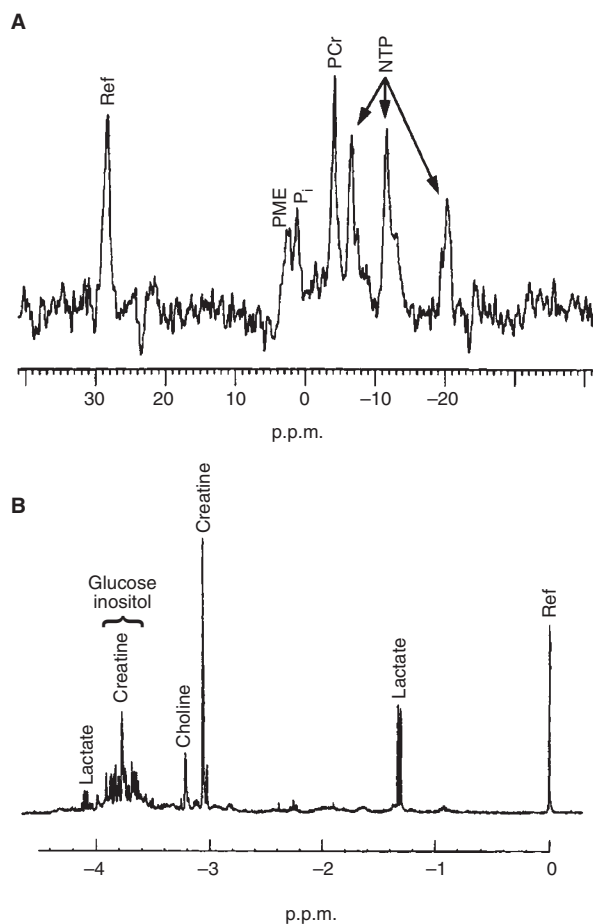 A
Ref
PME
Pi
PCr
NTP
30 20 10 0 –10 –20
p.p.m.
B
Glucose
inositol
Lactate
Creatine
Choline
Creatine
Lactate
Ref
–4 –3 –2 –1 0
p.p.m.